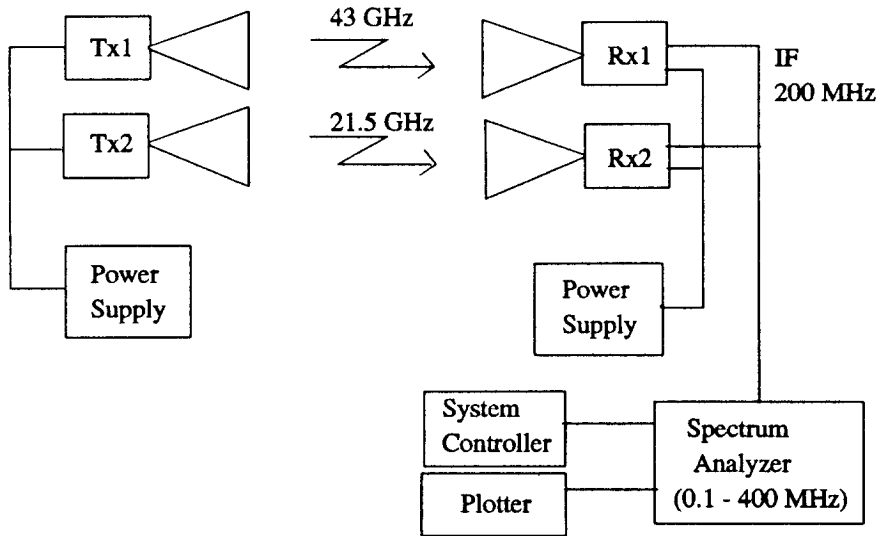 43 GHz
Tx1
Rx1
IF
200 MHz
21.5 GHz
Tx2
Rx2
Power
Supply
Power
Supply
System
Controller
Spectrum
Analyzer
(0.1 - 400 MHz)
Plotter